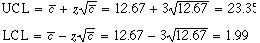 UCL = c̅ + z√c̅ = 12.67 + 3√12.67 = 23.35
LCL = c̅ − z√c̅ = 12.67 − 3√12.67 = 1.99